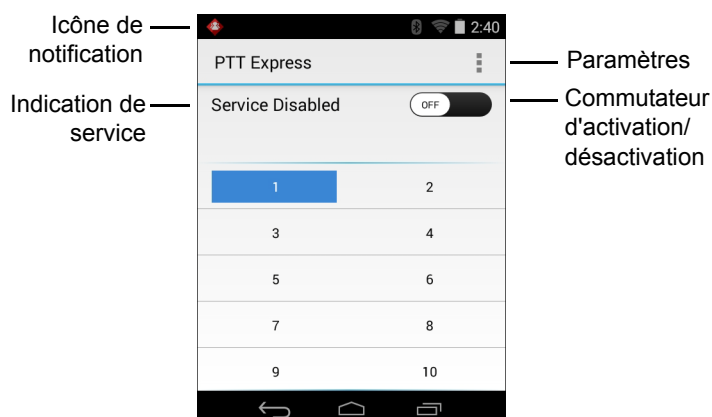 Icône de
notification
2:40
PTT Express
Paramètres
Indication de
service
Service Disabled
OFF
Commutateur
d'activation/
désactivation
1
2
3
4
5
6
7
8
9
10